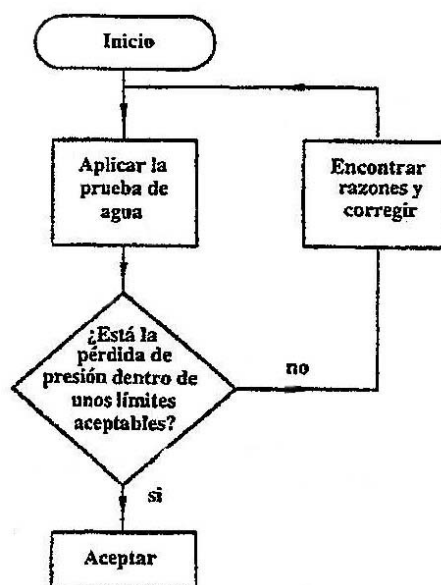 Inicio
Aplicar la
prueba de
agua
Encontrar
razones y
corregir
¿Está la
pérdida de
presión dentro de
unos límites
aceptables?
no
si
Aceptar